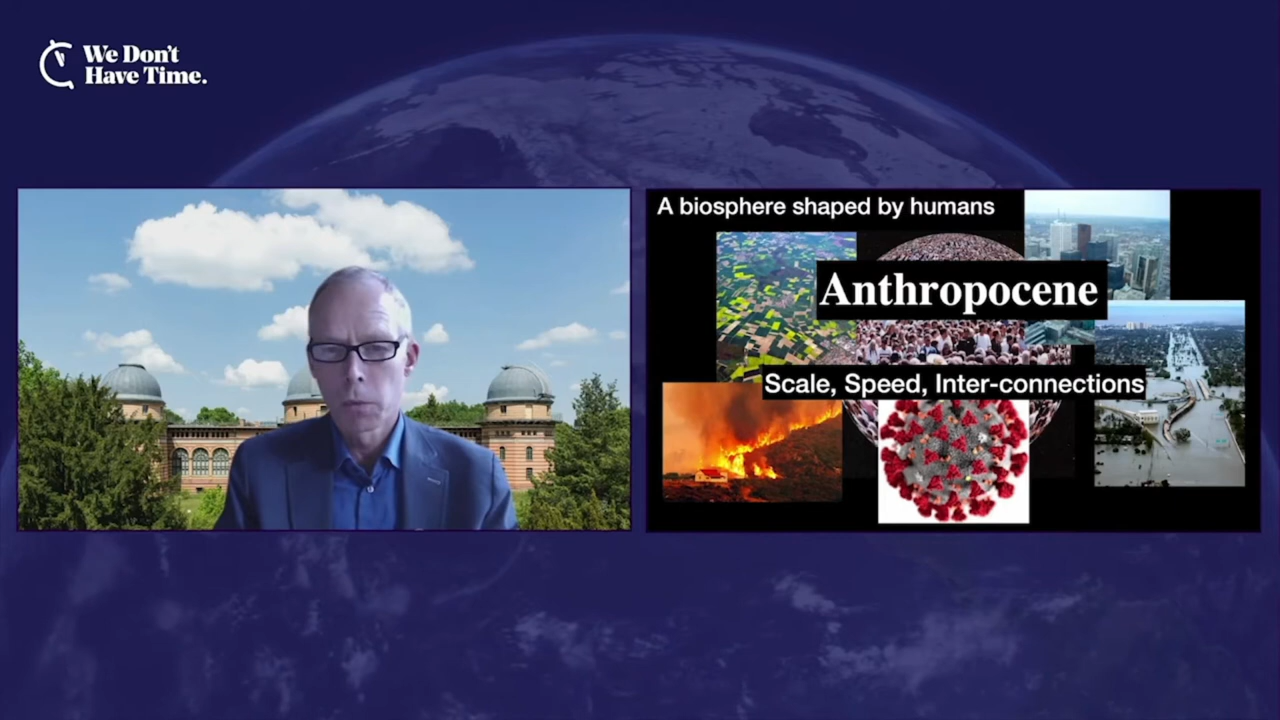 We Don't
Have Time.
A biosphere shaped by humans
Anthropocene
Scale, Speed, Inter-connections